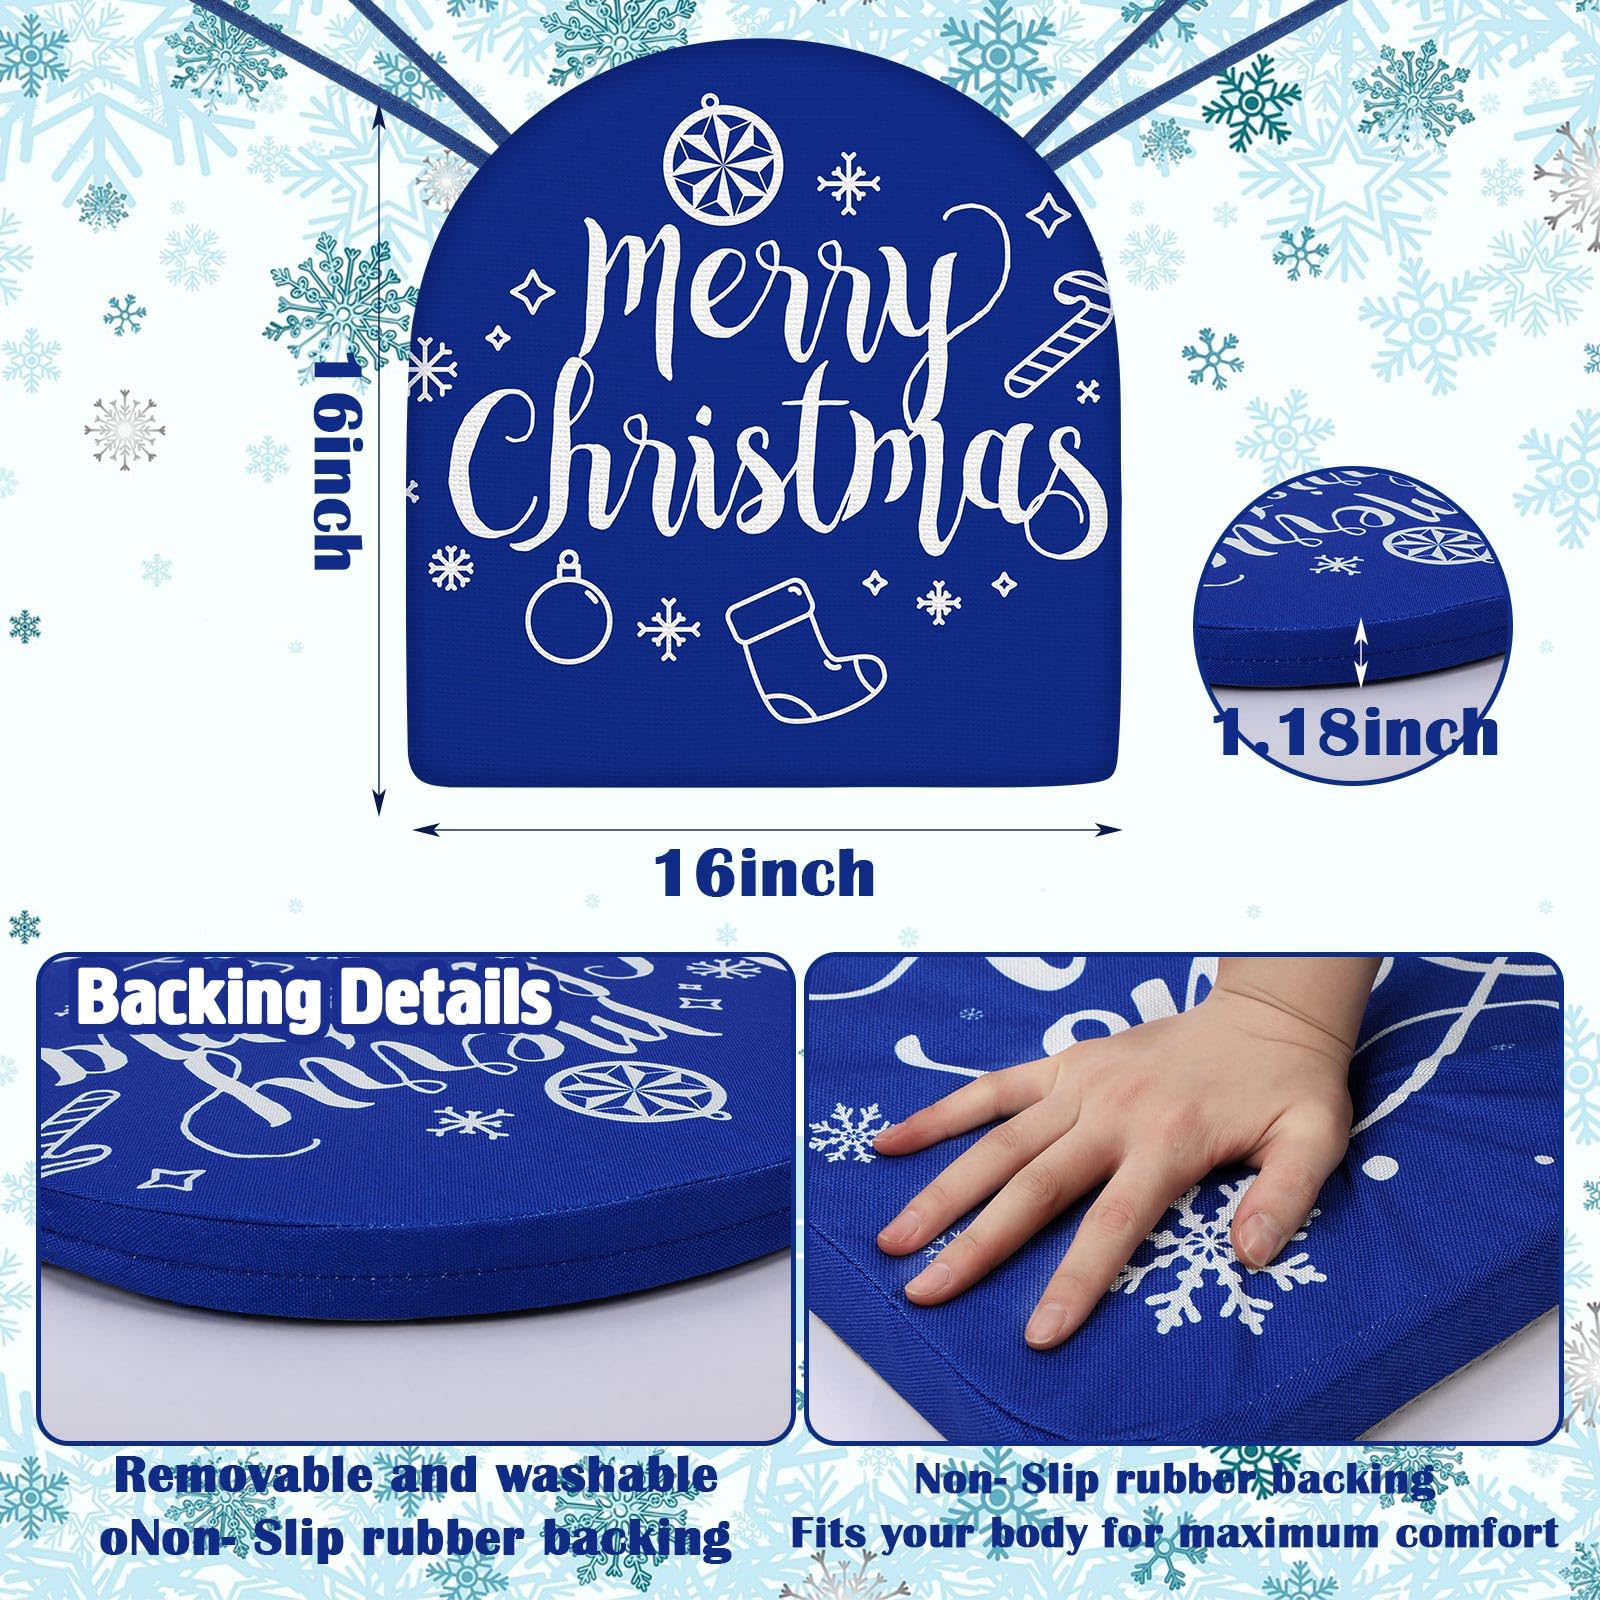 Merry
Christmas
16inch
1.18inch
16inch
Backing Details
Removable and washable
oNon- Slip rubber backing
Non- Slip rubber backing
Fits your body for maximum comfort